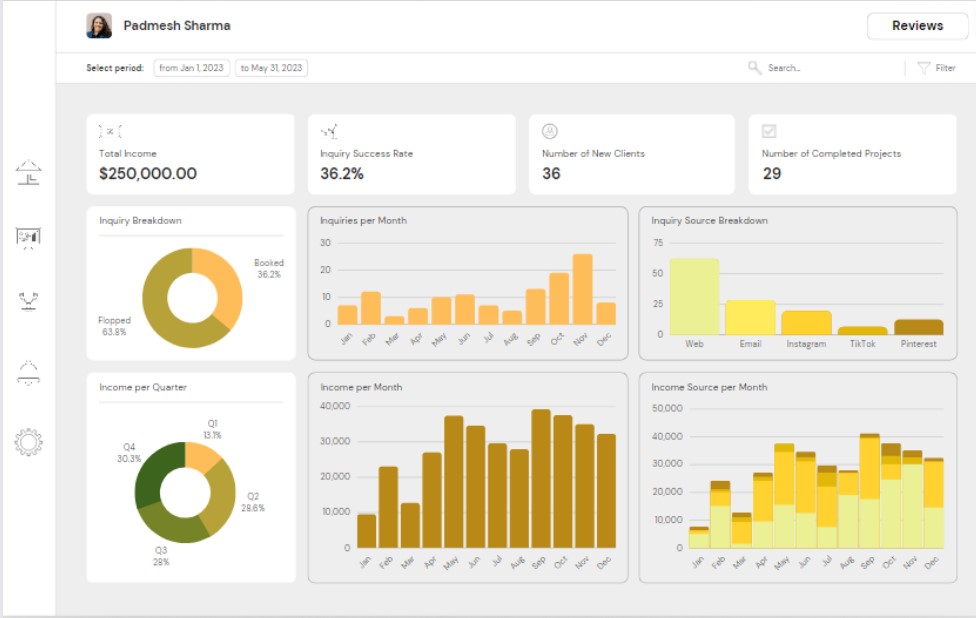 Padmesh Sharma
Reviews
Select period: from Jan 1, 2023 to May 31, 2023
Search...
Filter
Total Income
$250,000.00
Inquiry Success Rate
36.2%
Number of New Clients
36
Number of Completed Projects
29
Inquiry Breakdown
Booked
36.2%
Flopped
63.8%
Inquiries per Month
30
20
10
0
Jan Feb Mar Apr May Jun Jul Aug Sep Oct Nov Dec
Inquiry Source Breakdown
75
50
25
0
Web Email Instagram TikTok Pinterest
Income per Quarter
Q1
13.1%
Q4
30.3%
Q2
28.6%
Q3
28%
Income per Month
40,000
30,000
20,000
10,000
0
Jan Feb Mar Apr May Jun Jul Aug Sep Oct Nov Dec
Income Source per Month
50,000
40,000
30,000
20,000
10,000
0
Jan Feb Mar Apr May Jun Jul Aug Sep Oct Nov Dec